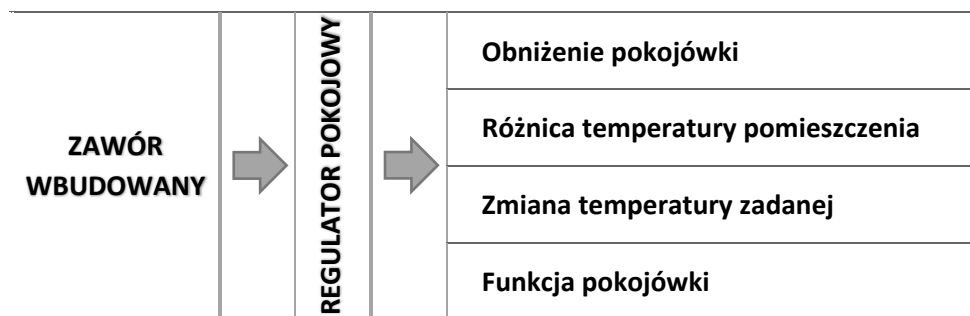 ZAWÓR
WBUDOWANY
REGULATOR POKOJOWY
Obniżenie pokojówki
Różnica temperatury pomieszczenia
Zmiana temperatury zadanej
Funkcja pokojówki